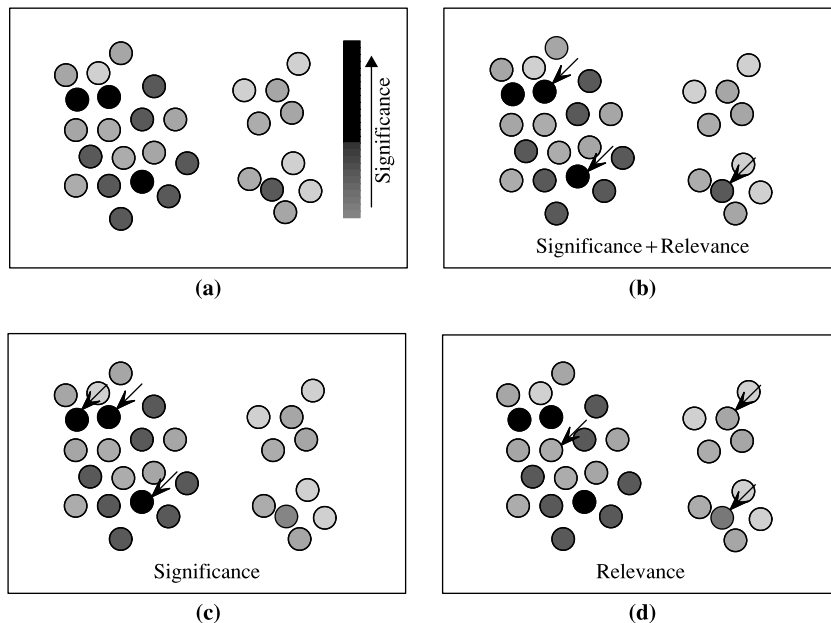 Significance
(a)
Significance + Relevance
(b)
Significance
(c)
Relevance
(d)